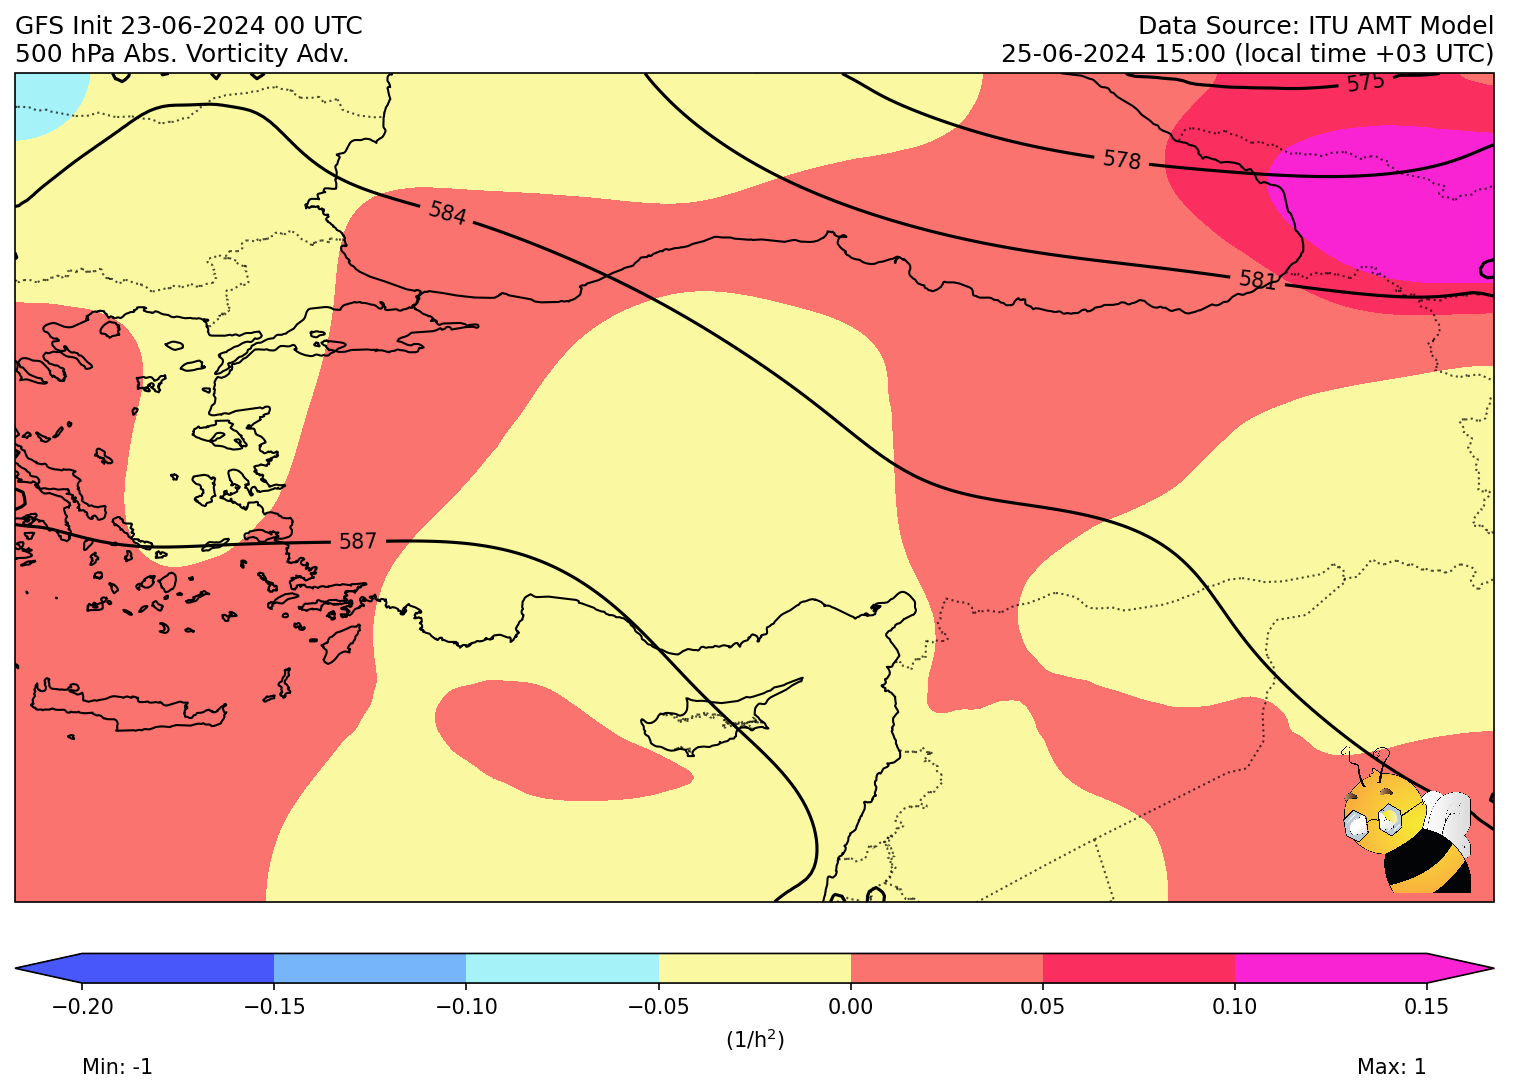 GFS Init 23-06-2024 00 UTC
Data Source: ITU AMT Model
500 hPa Abs. Vorticity Adv.
25-06-2024 15:00 (local time +03 UTC)
575
578
584
581
587
−0.20
−0.15
−0.10
−0.05
0.00
0.05
0.10
0.15
(1/h²)
Min: -1
Max: 1